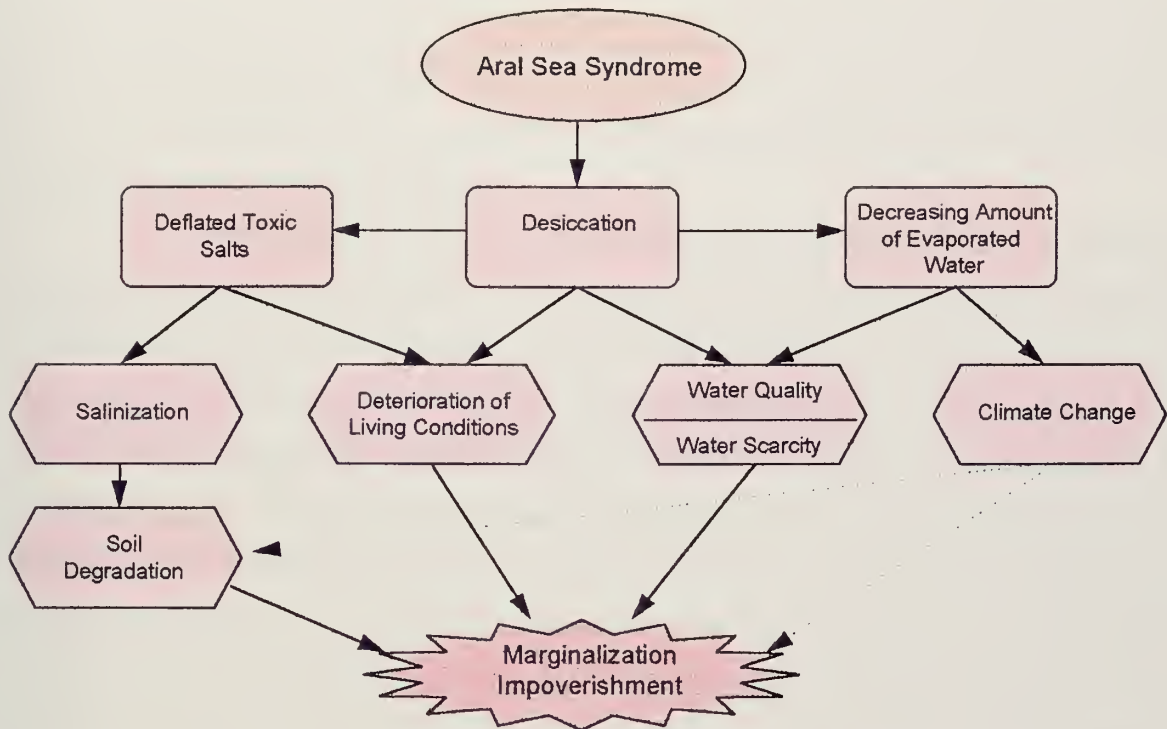 Aral Sea Syndrome
Deflated Toxic
Salts
Desiccation
Decreasing Amount
of Evaporated
Water
Salinization
Deterioration of
Living Conditions
Water Quality
Water Scarcity
Climate Change
Soil
Degradation
Marginalization
Impoverishment